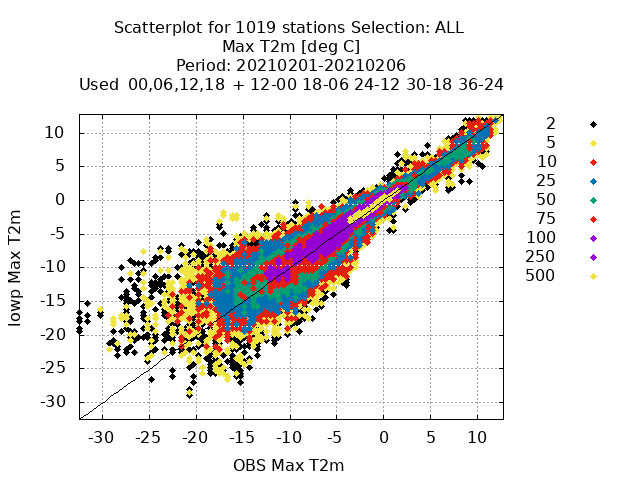 Scatterplot for 1019 stations Selection: ALL
Max T2m [deg C]
Period: 20210201-20210206
Used 00,06,12,18 + 12-00 18-06 24-12 30-18 36-24
10
5
0
-5
-10
-15
-20
-25
-30
Iowp Max T2m
-30 -25 -20 -15 -10 -5 0 5 10
OBS Max T2m
2
5
10
25
50
75
100
250
500